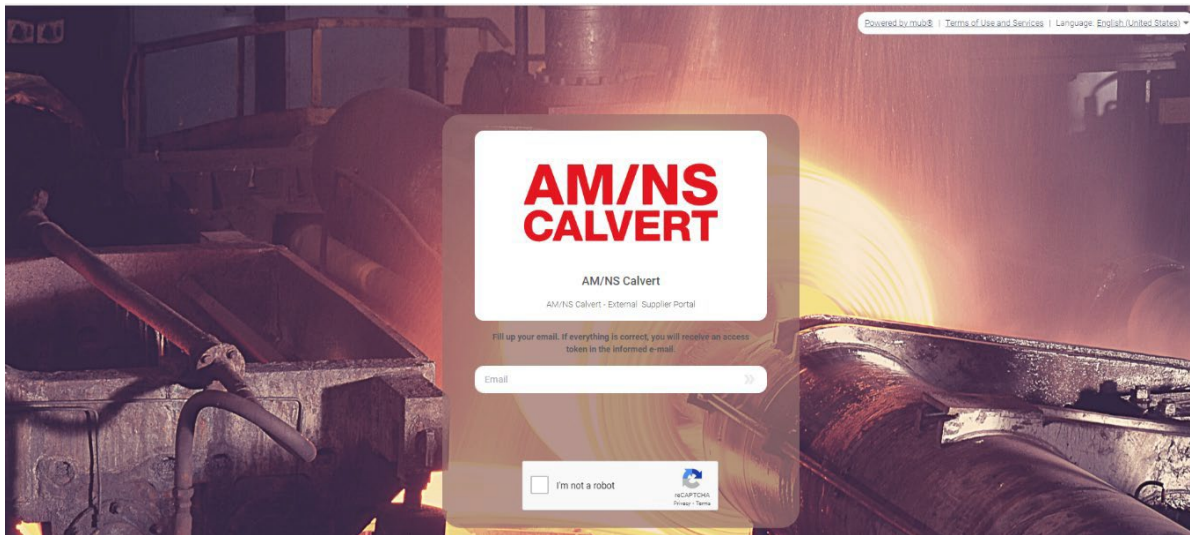 Powered by mub® | Terms of Use and Services | Language: English (United States)
AM/NS
CALVERT
AM/NS Calvert
AM/NS Calvert - External Supplier Portal
Fill up your email. If everything is correct, you will receive an access
token in the informed e-mail.
Email
I'm not a robot
reCAPTCHA
Privacy - Terms